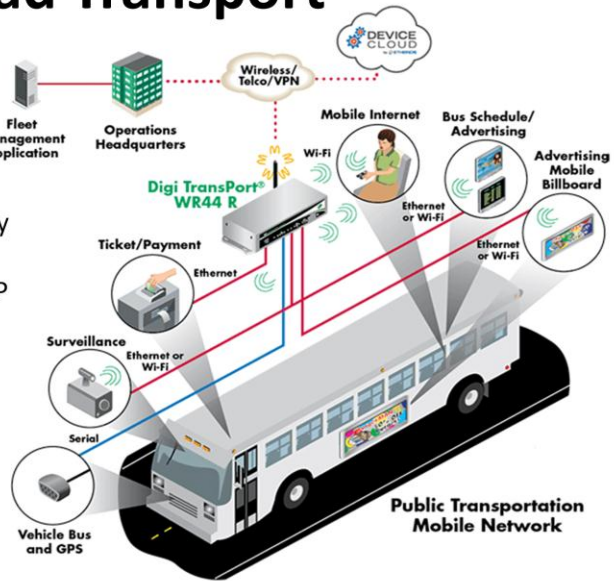 Transport
DEVICE
CLOUD
Wireless/
Telco/VPN
Fleet
Operations
Headquarters
Mobile Internet
Bus Schedule/
Advertising
Wi-Fi
Advertising
Mobile
Billboard
Digi TransPort®
WR44 R
Ethernet
or Wi-Fi
Ticket/Payment
Ethernet
Ethernet
or Wi-Fi
Surveillance
Ethernet or
Wi-Fi
Serial
Vehicle Bus
and GPS
Public Transportation
Mobile Network